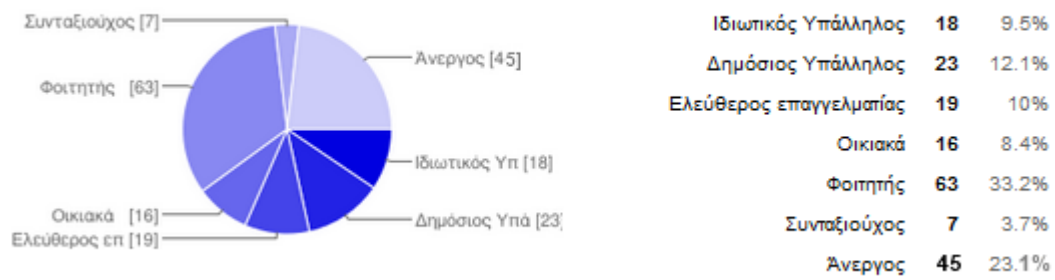 Συνταξιούχος [7]
Φοιτητής [63]
Οικιακά [16]
Ελεύθερος επ [19]
Άνεργος [45]
Ιδιωτικός Υπ [18]
Δημόσιος Υπά [23]
Ιδιωτικός Υπάλληλος 18 9.5%
Δημόσιος Υπάλληλος 23 12.1%
Ελεύθερος επαγγελματίας 19 10%
Οικιακά 16 8.4%
Φοιτητής 63 33.2%
Συνταξιούχος 7 3.7%
Άνεργος 45 23.1%